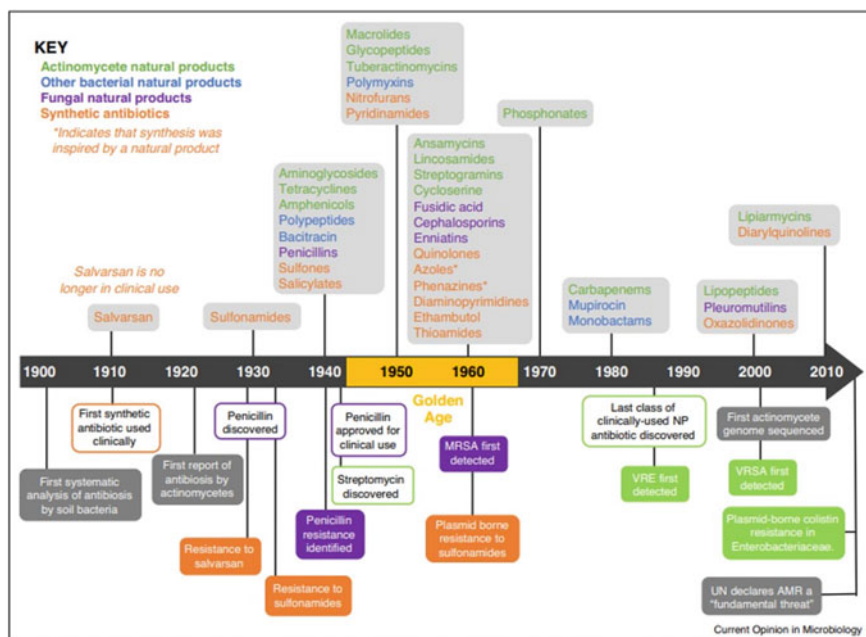 KEY
Actinomycete natural products
Other bacterial natural products
Fungal natural products
Synthetic antibiotics
*Indicates that synthesis was
inspired by a natural product
Macrolides
Glycopeptides
Tuberactinomycins
Polymyxins
Nitrofurans
Pyridinamides
Phosphonates
Aminoglycosides
Tetracyclines
Amphenicols
Polypeptides
Bacitracin
Penicillins
Sulfones
Salicylates
Ansamycins
Lincosamides
Streptogramins
Cycloserine
Fusidic acid
Cephalosporins
Enniatins
Quinolones
Azoles*
Phenazines*
Diaminopyrimidines
Ethambutol
Thioamides
Lipiarmycins
Diarylquinolines
Salvarsan is no
longer in clinical use
Salvarsan
Sulfonamides
Carbapenems
Mupirocin
Monobactams
Lipopeptides
Pleuromutilins
Oxazolidinones
1900 1910 1920 1930 1940 1950 1960 1970 1980 1990 2000 2010
Golden
Age
First synthetic
antibiotic used
clinically
Penicillin
discovered
Penicillin
approved for
clinical use
Last class of
clinically-used NP
antibiotic discovered
First actinomycete
genome sequenced
First systematic
analysis of antibiosis
by soil bacteria
First report of
antibiosis by
actinomycetes
Streptomycin
discovered
MRSA first
detected
VRE first
detected
VRSA first
detected
Resistance to
salvarsan
Penicillin
resistance
identified
Plasmid borne
resistance to
sulfonamides
Plasmid-borne colistin
resistance in
Enterobacteriaceae.
Resistance to
sulfonamides
UN declares AMR a
"fundamental threat"
Current Opinion in Microbiology